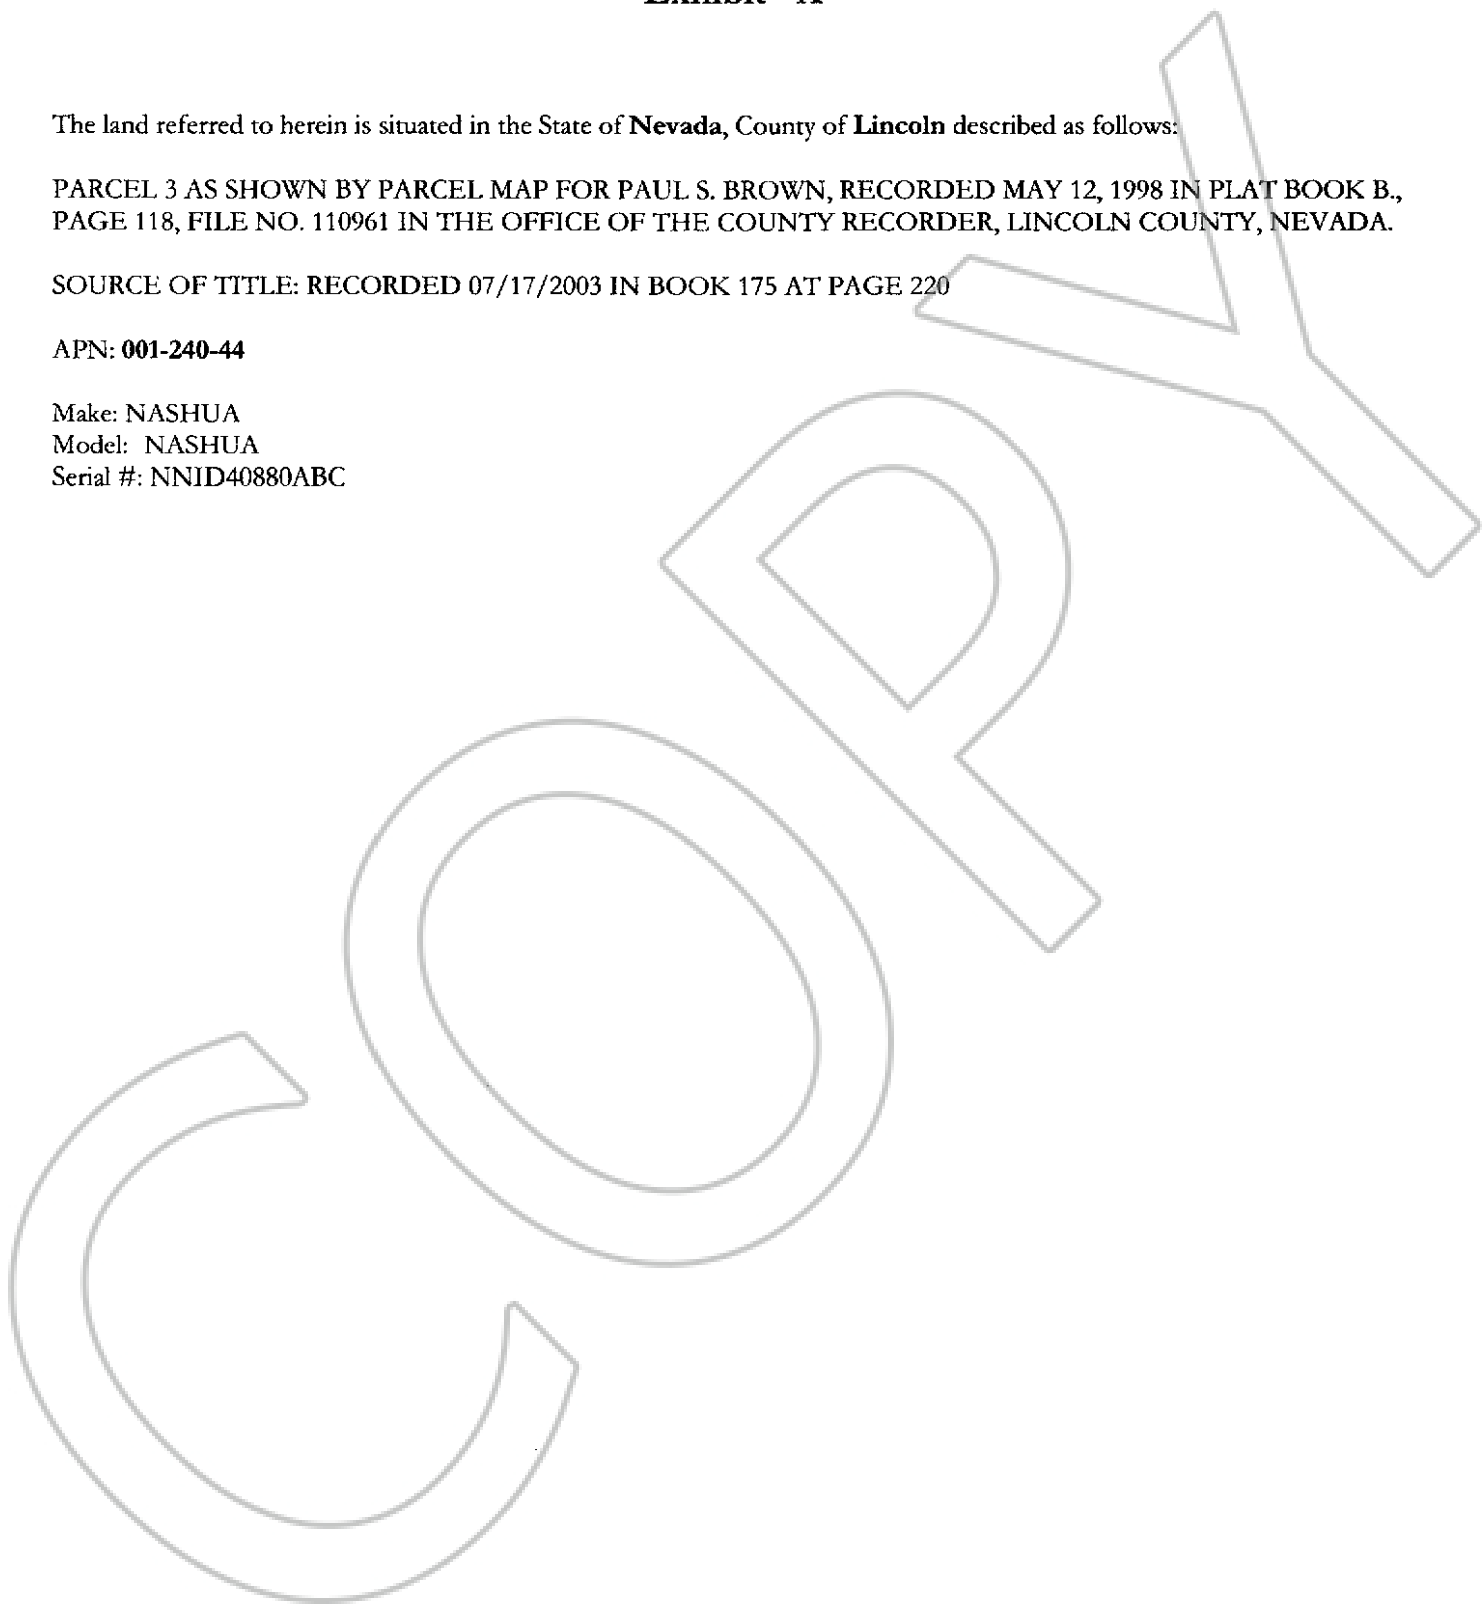 Exhibit "A"
The land referred to herein is situated in the State of Nevada, County of Lincoln described as follows:
PARCEL 3 AS SHOWN BY PARCEL MAP FOR PAUL S. BROWN, RECORDED MAY 12, 1998 IN PLAT BOOK B.,
PAGE 118, FILE NO. 110961 IN THE OFFICE OF THE COUNTY RECORDER, LINCOLN COUNTY, NEVADA.
SOURCE OF TITLE: RECORDED 07/17/2003 IN BOOK 175 AT PAGE 220
APN: 001-240-44
Make: NASHUA
Model: NASHUA
Serial #: NNID40880ABC
COPY